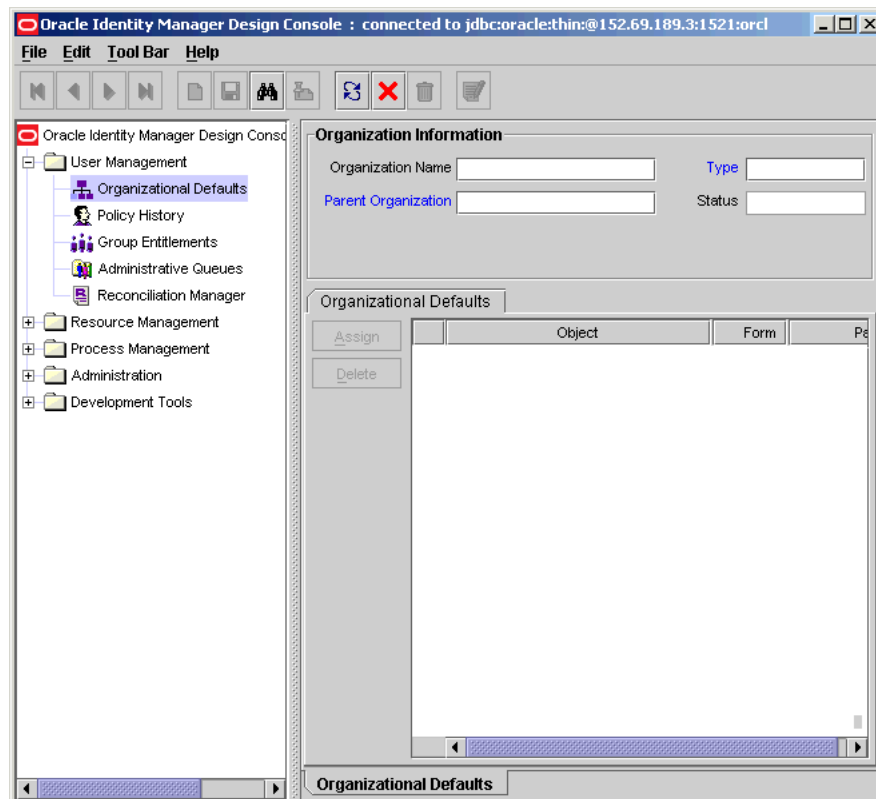 Oracle Identity Manager Design Console : connected to jdbc:oracle:thin:@152.69.189.3:1521:orcl
File Edit Tool Bar Help
Oracle Identity Manager Design Consc
User Management
Organizational Defaults
Policy History
Group Entitlements
Administrative Queues
Reconciliation Manager
Resource Management
Process Management
Administration
Development Tools
Organization Information
Organization Name
Type
Parent Organization
Status
Organizational Defaults
Assign
Delete
Object Form Pa
Organizational Defaults